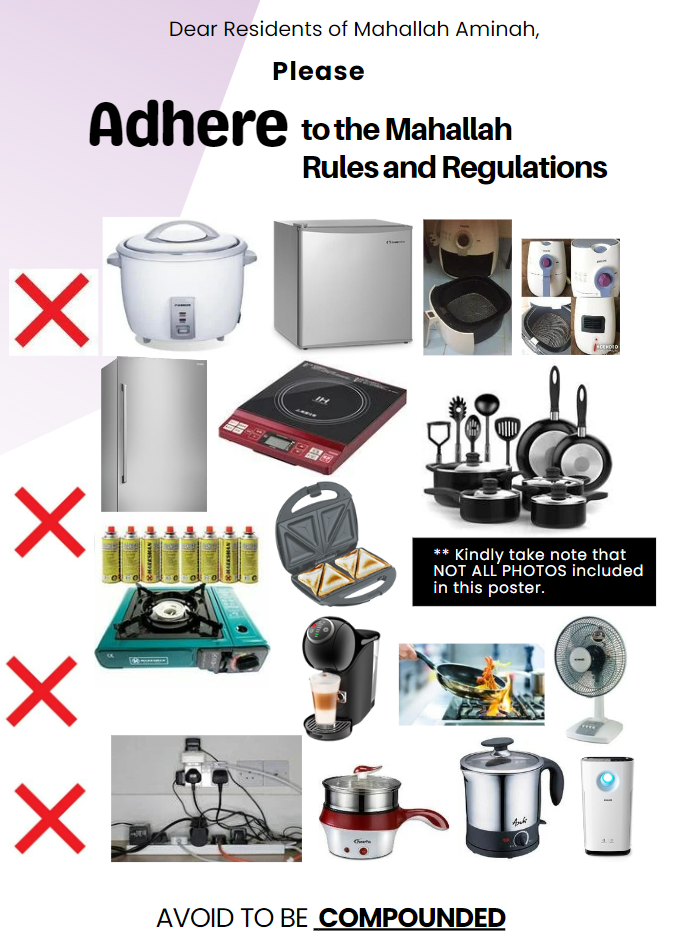 Dear Residents of Mahallah Aminah,
Please
Adhere to the Mahallah
Rules and Regulations
** Kindly take note that
NOT ALL PHOTOS included
in this poster.
AVOID TO BE COMPOUNDED